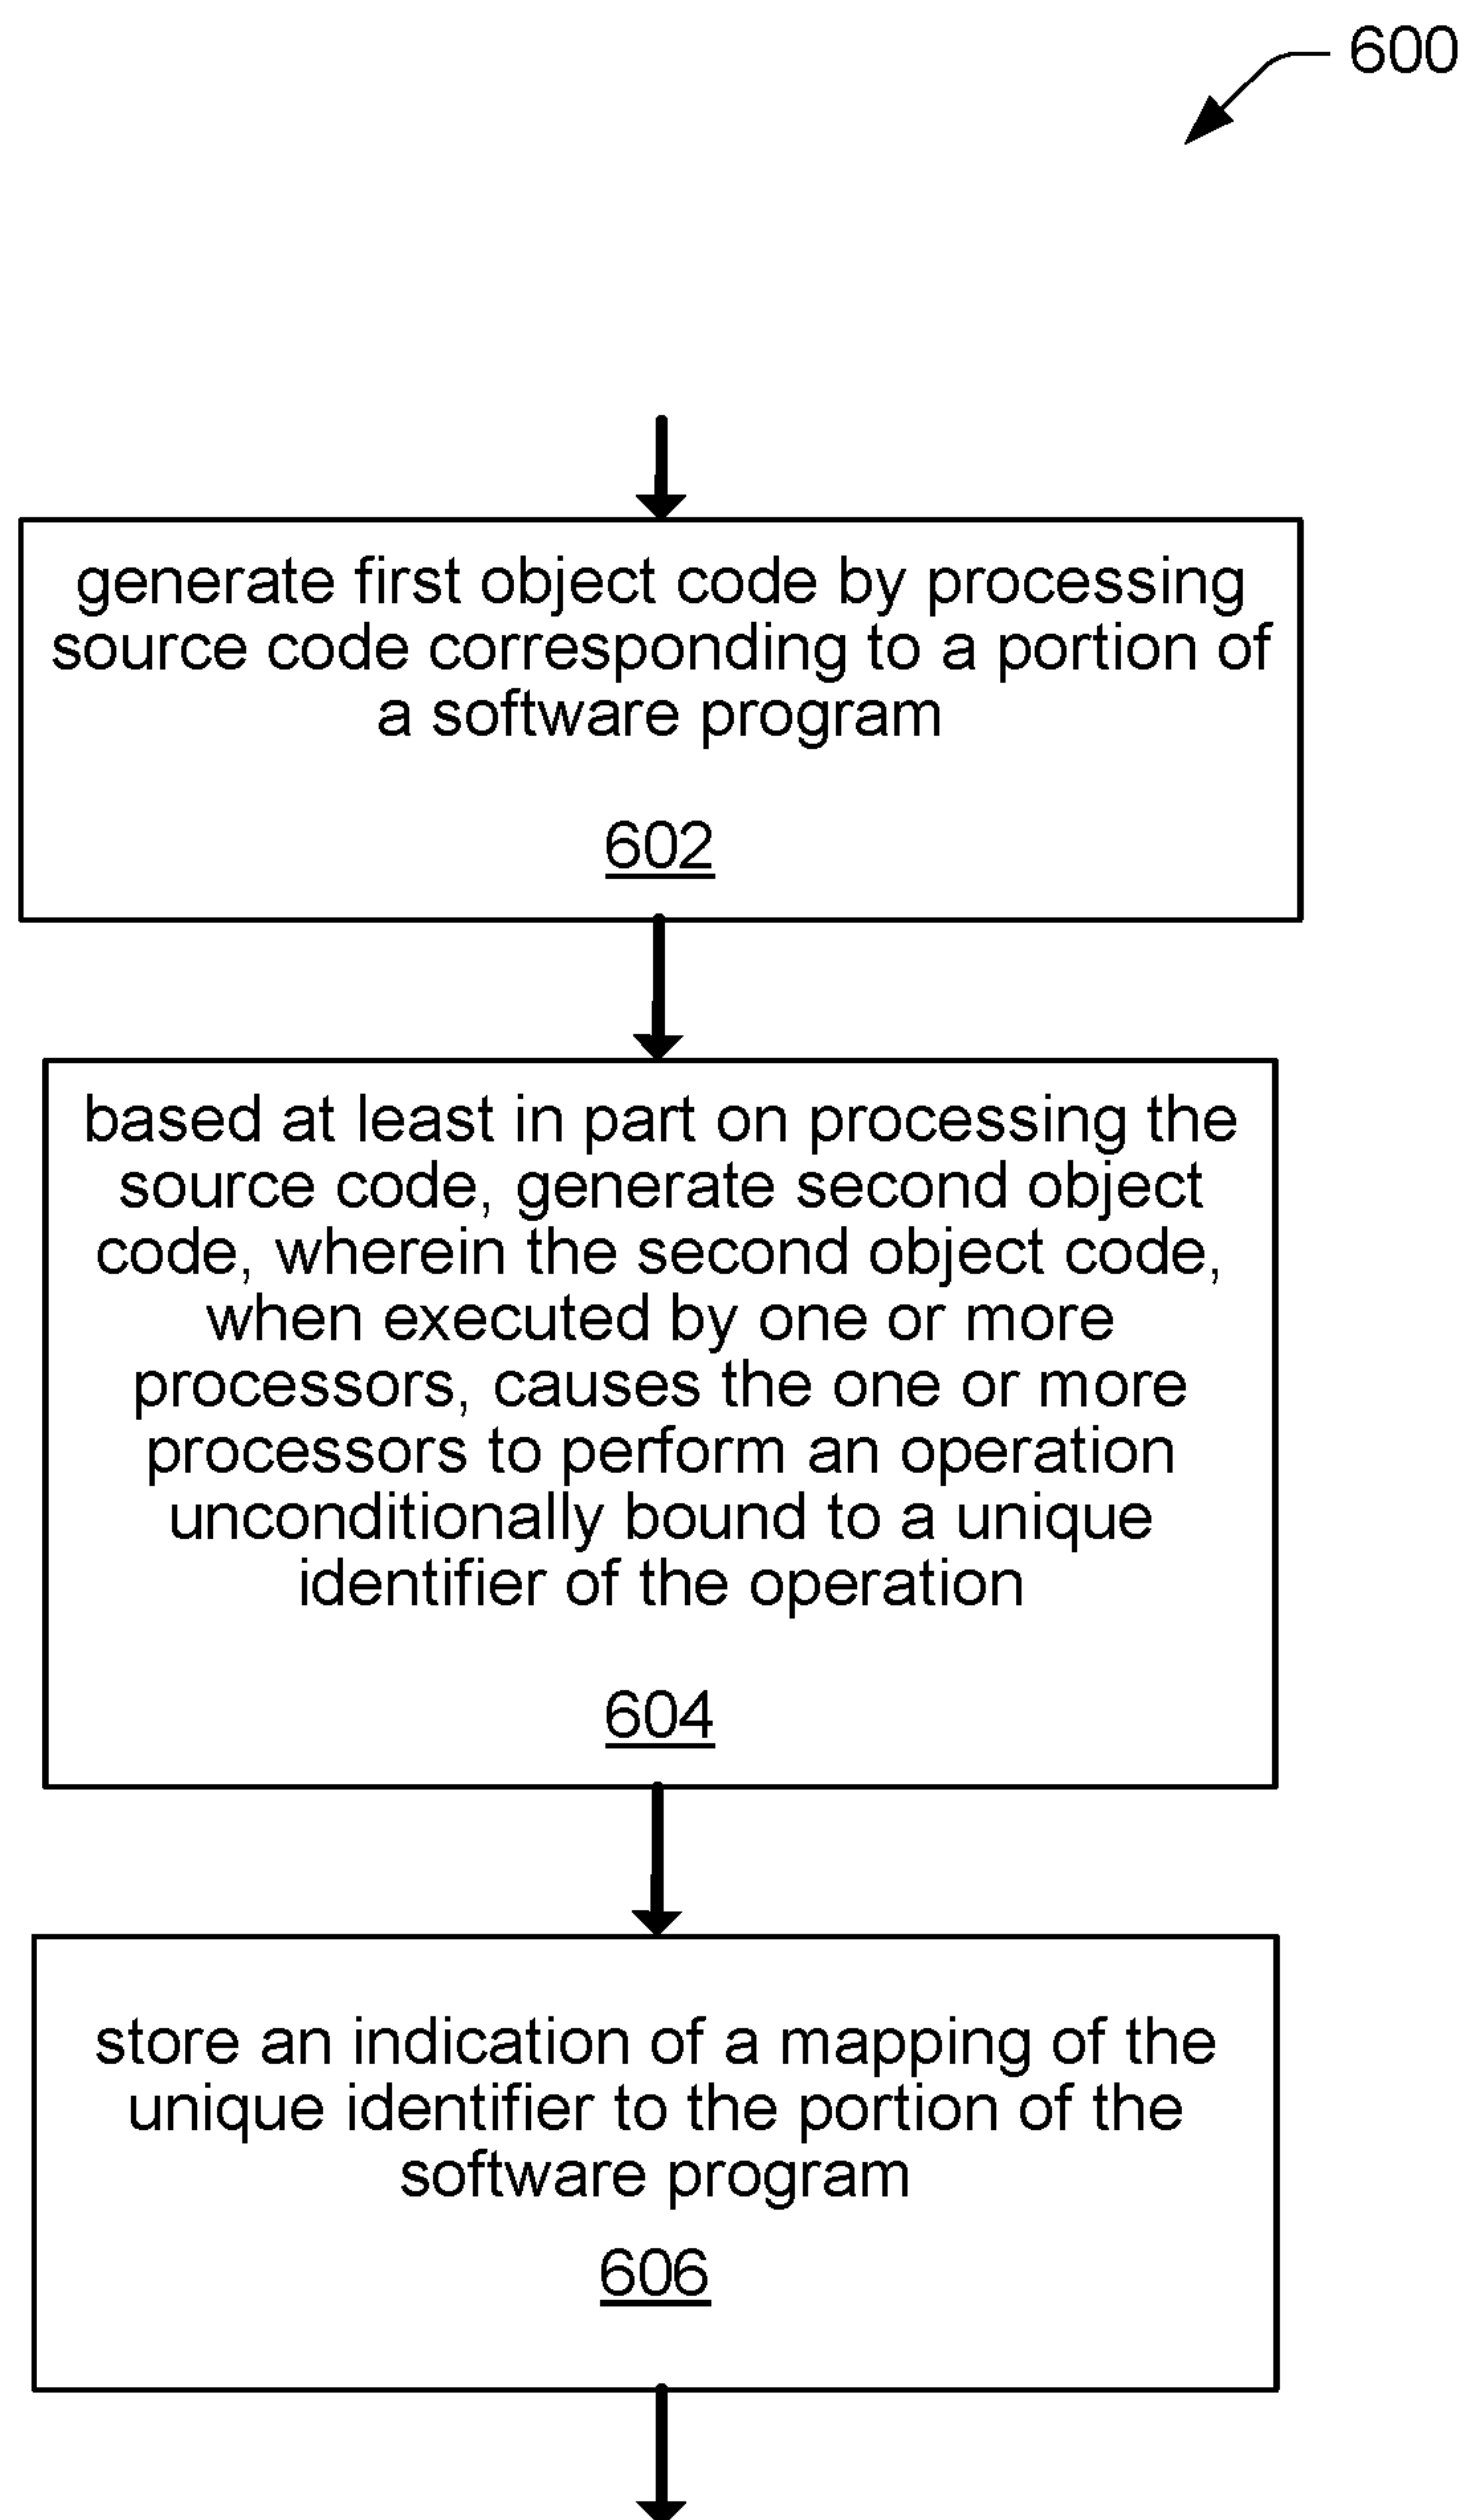 600
generate first object code by processing
source code corresponding to a portion of
a software program
602
based at least in part on processing the
source code, generate second object
code, wherein the second object code,
when executed by one or more
processors, causes the one or more
processors to perform an operation
unconditionally bound to a unique
identifier of the operation
604
store an indication of a mapping of the
unique identifier to the portion of the
software program
606